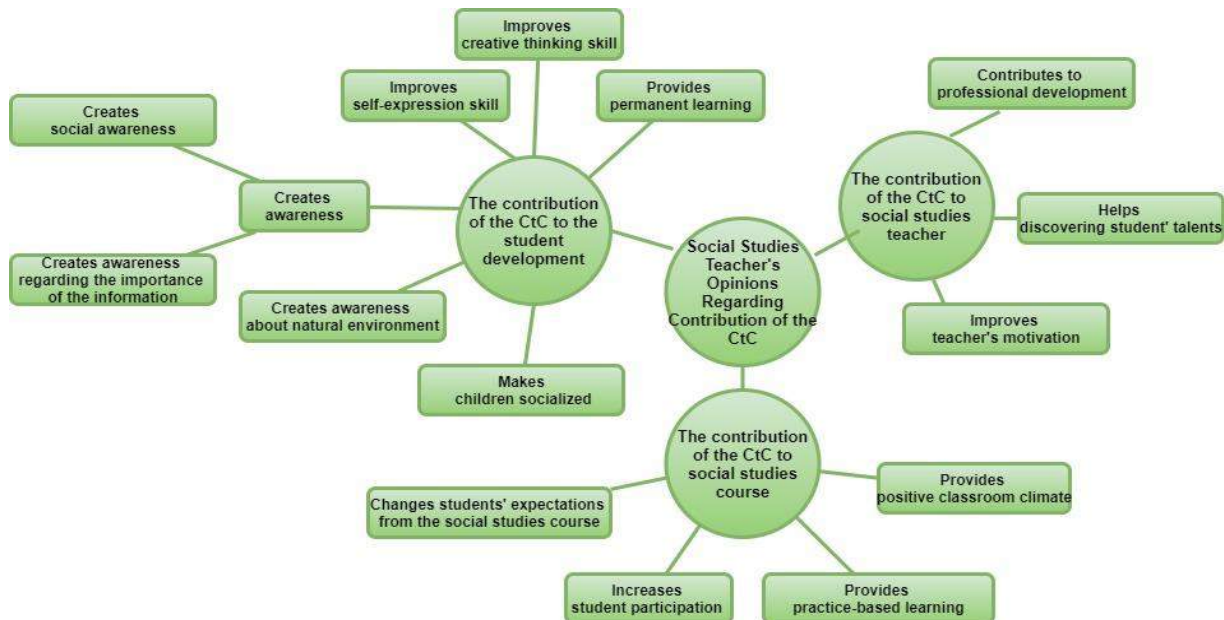 Improves
creative thinking skill
Improves
self-expression skill
Provides
permanent learning
Creates
social awareness
Creates
awareness
Creates awareness
regarding the importance
of the information
Creates awareness
about natural environment
Makes
children socialized
The contribution
of the CtC to the
student
development
Social Studies
Teacher's
Opinions
Regarding
Contribution of the
CtC
The contribution
of the CtC to
social studies
teacher
Contributes to
professional development
Helps
discovering student' talents
Improves
teacher's motivation
The contribution
of the CtC to
social studies
course
Changes students' expectations
from the social studies course
Increases
student participation
Provides
practice-based learning
Provides
positive classroom climate